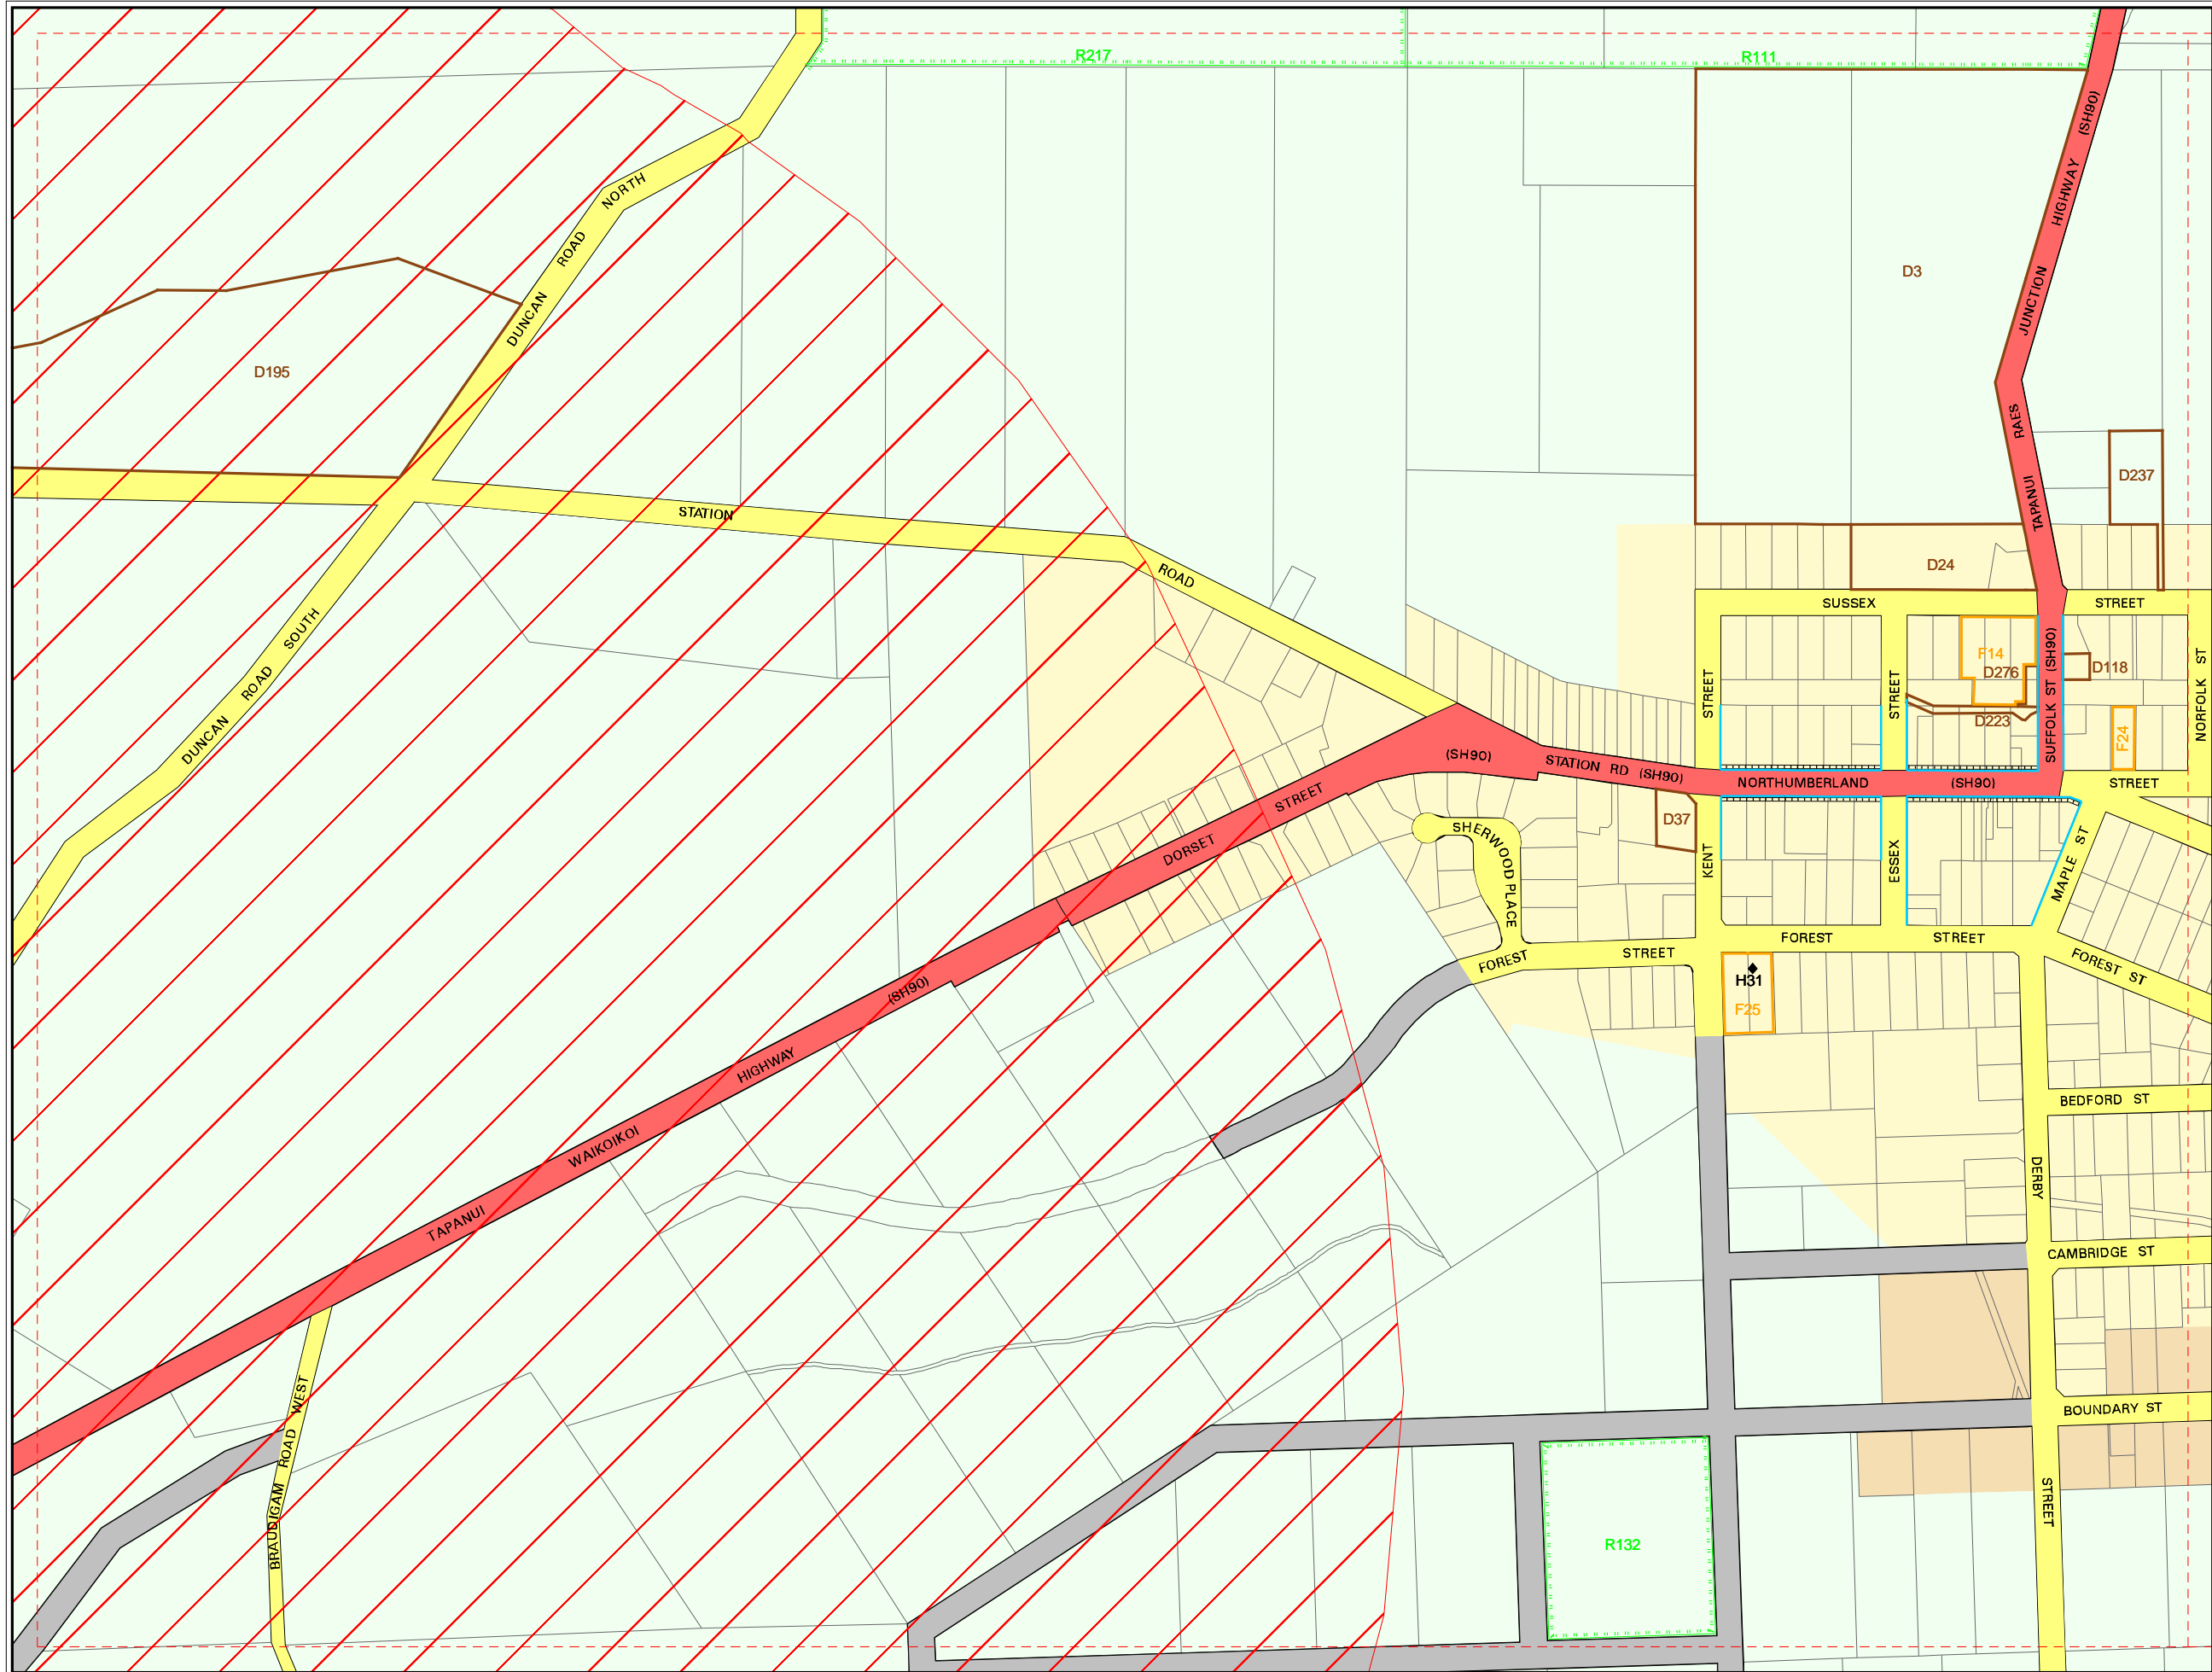 R217
R111
TAPANUI RAES JUNCTION HIGHWAY (SH90)
DUNCAN ROAD NORTH
D3
D195
D237
STATION ROAD
D24
SUSSEX STREET
DUNCAN ROAD SOUTH
F14
D276
D118
D223
F24
SUFFOLK ST (SH90)
NORFOLK ST
KENT STREET
ESSEX STREET
(SH90)
STATION RD (SH90)
NORTHUMBERLAND (SH90) STREET
DORSET STREET
D37
SHERWOOD PLACE
MAPLE ST
FOREST STREET
FOREST STREET
FOREST ST
H31
F25
TAPANUI WAIKOIKOI HIGHWAY (SH90)
BEDFORD ST
DERBY STREET
CAMBRIDGE ST
BRAUDIGAM ROAD WEST
BOUNDARY ST
R132